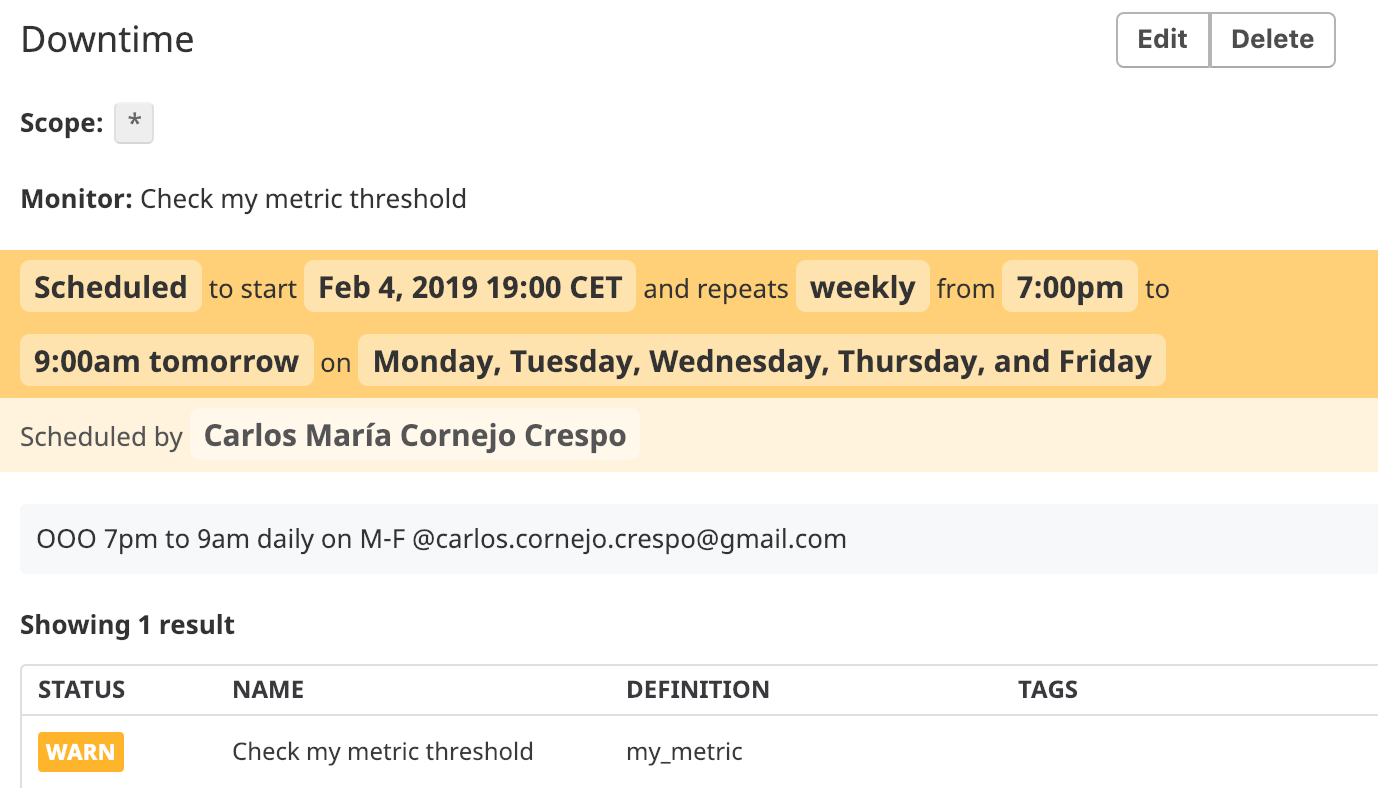 Downtime
Edit
Delete
Scope: *
Monitor: Check my metric threshold
Scheduled to start Feb 4, 2019 19:00 CET and repeats weekly from 7:00pm to
9:00am tomorrow on Monday, Tuesday, Wednesday, Thursday, and Friday
Scheduled by Carlos María Cornejo Crespo
OOO 7pm to 9am daily on M-F @carlos.cornejo.crespo@gmail.com
Showing 1 result
STATUS NAME DEFINITION TAGS
WARN Check my metric threshold my_metric